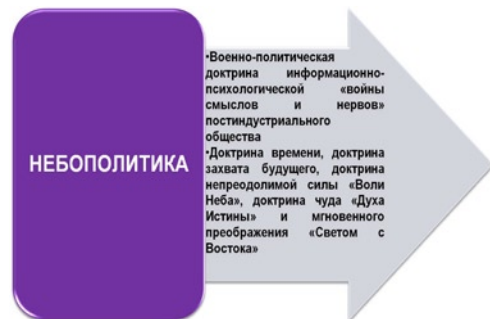 НЕБОПОЛИТИКА
•Военно-политическая
доктрина информационно-
психологической «войны
смыслов и нервов»
постиндустриального
общества
•Доктрина времени, доктрина
захвата будущего, доктрина
непреодолимой силы «Воли
Неба», доктрина чуда «Духа
Истины» и мгновенного
преображения «Светом с
Востока»